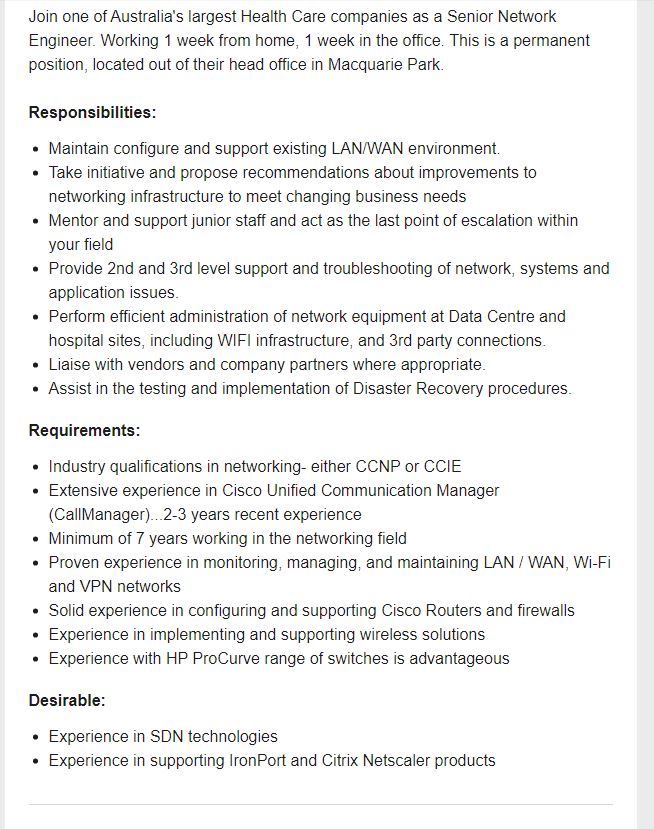 Join one of Australia's largest Health Care companies as a Senior Network
Engineer. Working 1 week from home, 1 week in the office. This is a permanent
position, located out of their head office in Macquarie Park.
Responsibilities:
• Maintain configure and support existing LAN/WAN environment.
• Take initiative and propose recommendations about improvements to
networking infrastructure to meet changing business needs
• Mentor and support junior staff and act as the last point of escalation within
your field
• Provide 2nd and 3rd level support and troubleshooting of network, systems and
application issues.
• Perform efficient administration of network equipment at Data Centre and
hospital sites, including WIFI infrastructure, and 3rd party connections.
• Liaise with vendors and company partners where appropriate.
• Assist in the testing and implementation of Disaster Recovery procedures.
Requirements:
• Industry qualifications in networking- either CCNP or CCIE
• Extensive experience in Cisco Unified Communication Manager
(CallManager)...2-3 years recent experience
• Minimum of 7 years working in the networking field
• Proven experience in monitoring, managing, and maintaining LAN / WAN, Wi-Fi
and VPN networks
• Solid experience in configuring and supporting Cisco Routers and firewalls
• Experience in implementing and supporting wireless solutions
• Experience with HP ProCurve range of switches is advantageous
Desirable:
• Experience in SDN technologies
• Experience in supporting IronPort and Citrix Netscaler products